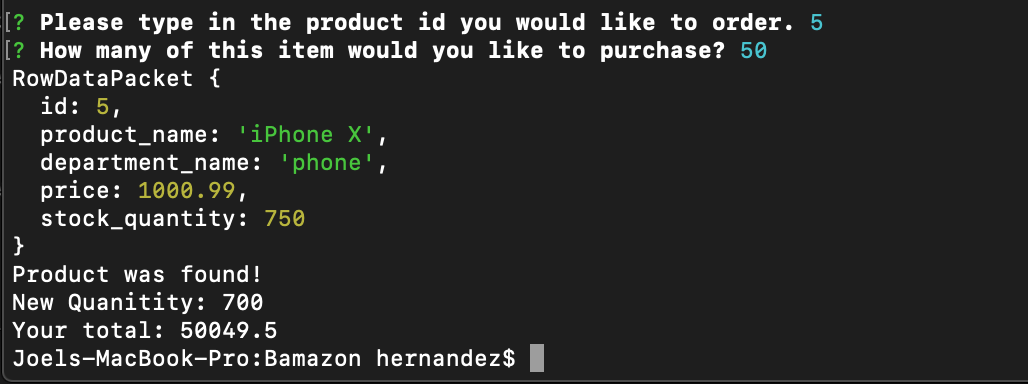 [? Please type in the product id you would like to order. 5
[? How many of this item would you like to purchase? 50
RowDataPacket {
  id: 5,
  product_name: 'iPhone X',
  department_name: 'phone',
  price: 1000.99,
  stock_quantity: 750
}
Product was found!
New Quanitity: 700
Your total: 50049.5
Joels-MacBook-Pro:Bamazon hernandez$